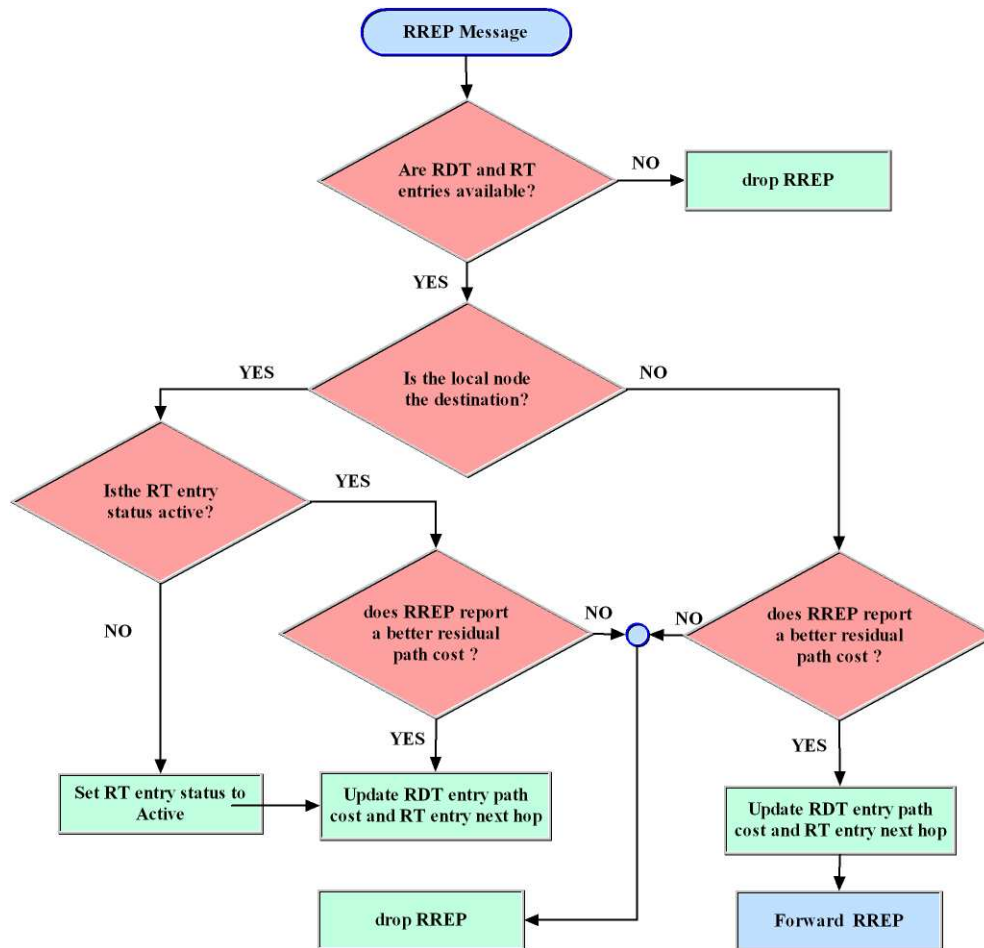 RREP Message
Are RDT and RT
entries available?
NO
drop RREP
YES
Is the local node
the destination?
YES
NO
Isthe RT entry
status active?
YES
NO
does RREP report
a better residual
path cost ?
NO
NO
does RREP report
a better residual
path cost ?
YES
YES
Set RT entry status to
Active
Update RDT entry path
cost and RT entry next hop
Update RDT entry path
cost and RT entry next hop
drop RREP
Forward RREP